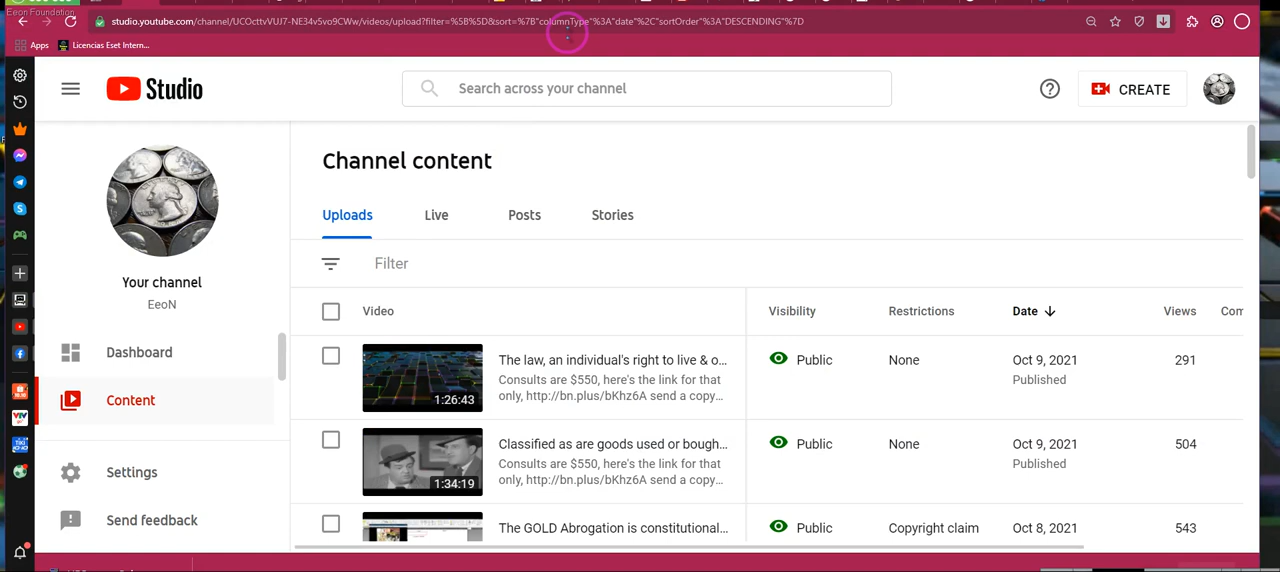 Eeon Foundation
studio.youtube.com/channel/UCOcttvVUJ7-NE34v5vo9CWw/videos/upload?filter=%5B%5D&sort=%7B"columnType"%3A"date"%2C"sortOrder"%3A"DESCENDING"%7D
Apps Licencias Eset Intern...
Studio
Search across your channel
CREATE
Channel content
Uploads Live Posts Stories
Filter
Your channel
EeoN
Dashboard
Content
Settings
Send feedback
Video Visibility Restrictions Date Views Com
The law, an individual's right to live & o... Public None Oct 9, 2021 291
Consults are $550, here's the link for that Published
only, http://bn.plus/bKhz6A send a copy...
1:26:43
Classified as are goods used or bough... Public None Oct 9, 2021 504
Consults are $550, here's the link for that Published
only, http://bn.plus/bKhz6A send a copy...
1:34:19
The GOLD Abrogation is constitutional... Public Copyright claim Oct 8, 2021 543